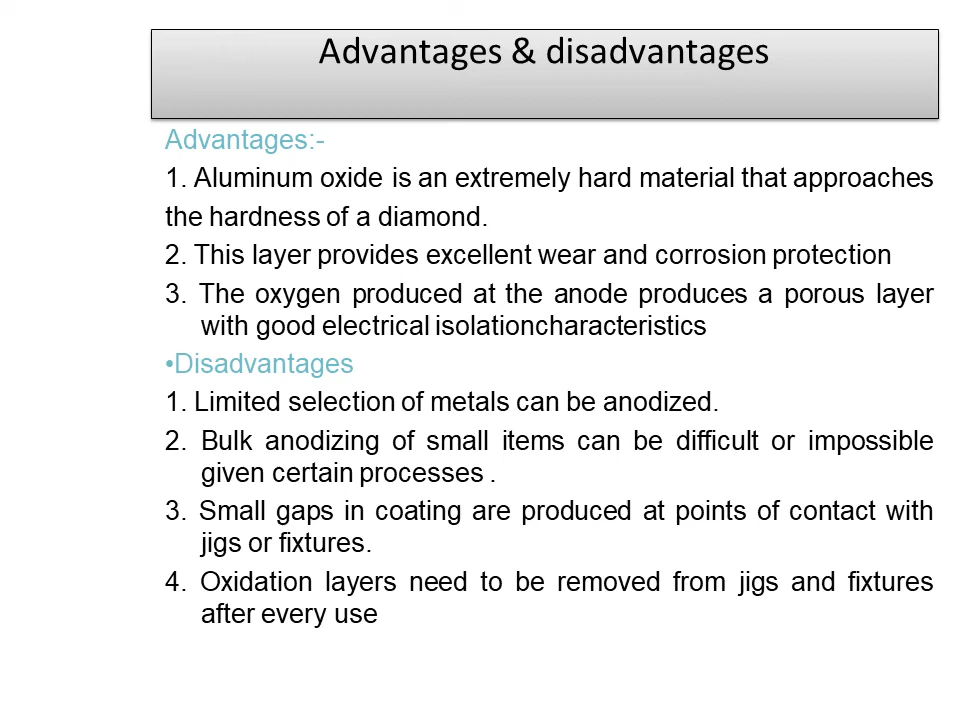 Advantages & disadvantages
Advantages:-
1. Aluminum oxide is an extremely hard material that approaches
the hardness of a diamond.
2. This layer provides excellent wear and corrosion protection
3. The oxygen produced at the anode produces a porous layer
with good electrical isolationcharacteristics
•Disadvantages
1. Limited selection of metals can be anodized.
2. Bulk anodizing of small items can be difficult or impossible
given certain processes .
3. Small gaps in coating are produced at points of contact with
jigs or fixtures.
4. Oxidation layers need to be removed from jigs and fixtures
after every use